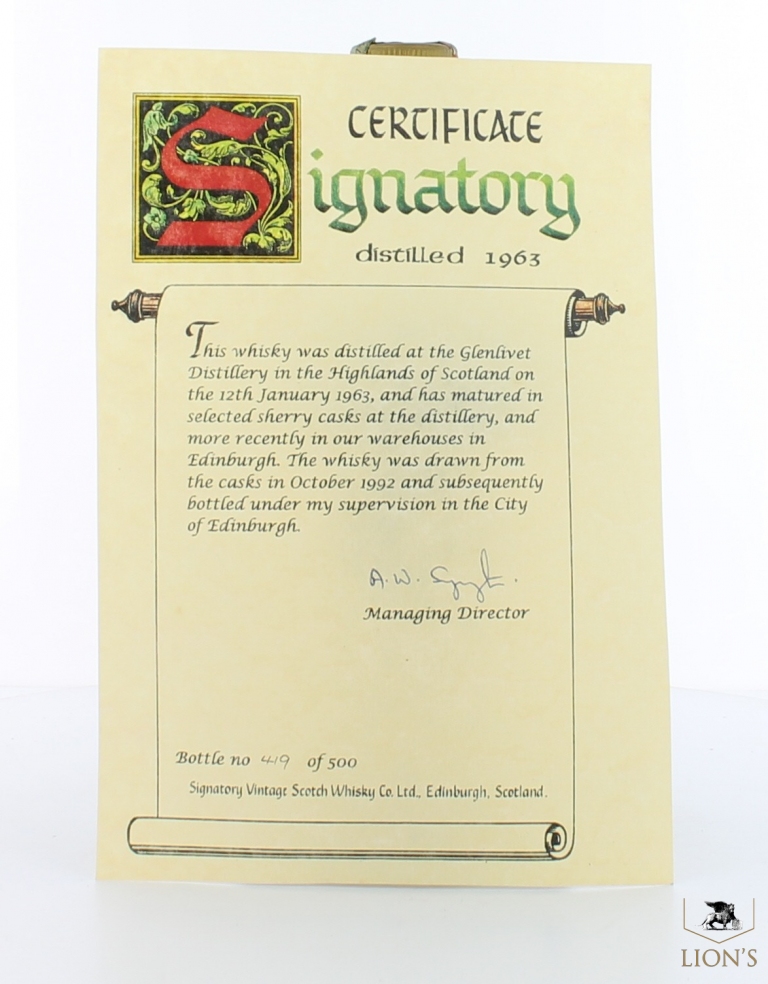 CERTIFICATE
Signatory
distilled 1963
This whisky was distilled at the Glenlivet
Distillery in the Highlands of Scotland on
the 12th January 1963, and has matured in
selected sherry casks at the distillery, and
more recently in our warehouses in
Edinburgh. The whisky was drawn from
the casks in October 1992 and subsequently
bottled under my supervision in the City
of Edinburgh.
A. W.
Managing Director
Bottle no 419 of 500
Signatory Vintage Scotch Whisky Co. Ltd., Edinburgh, Scotland.
LION'S